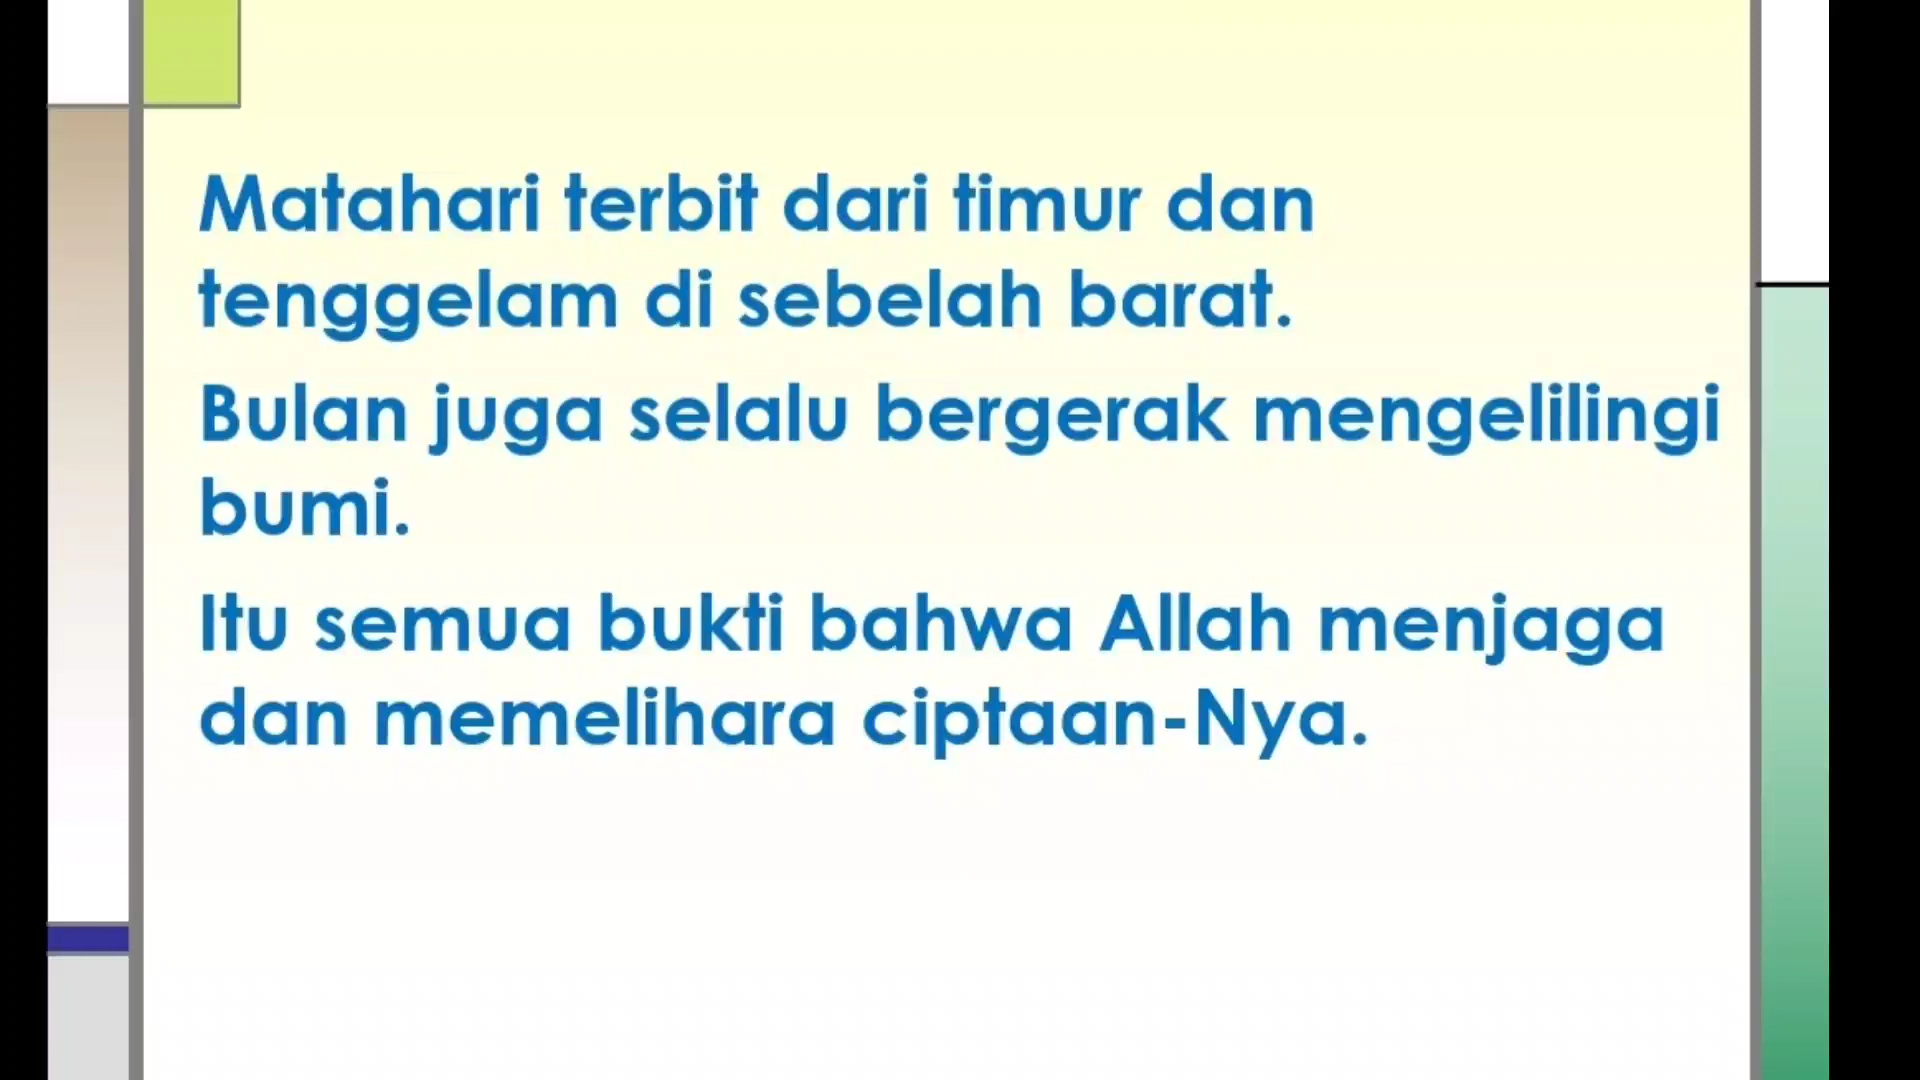 Matahari terbit dari timur dan
tenggelam di sebelah barat.
Bulan juga selalu bergerak mengelilingi
bumi.
Itu semua bukti bahwa Allah menjaga
dan memelihara ciptaan-Nya.